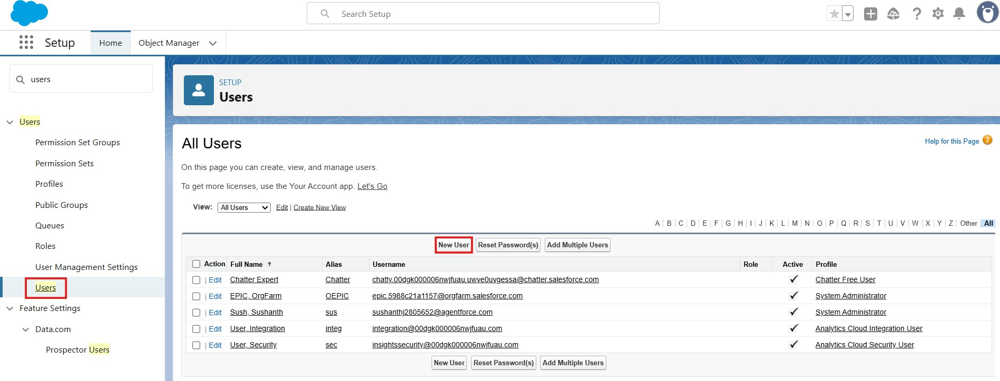 Search Setup
Setup
Home
Object Manager
users
Users
Permission Set Groups
Permission Sets
Profiles
Public Groups
Queues
Roles
User Management Settings
Users
Feature Settings
Data.com
Prospector Users
SETUP
Users
All Users
Help for this Page ?
On this page you can create, view, and manage users.
To get more licenses, use the Your Account app. Let's Go
View: All Users Edit | Create New View
A | B | C | D | E | F | G | H | I | J | K | L | M | N | O | P | Q | R | S | T | U | V | W | X | Y | Z | Other | All
New User Reset Password(s) Add Multiple Users
Action Full Name ↑ Alias Username Role Active Profile
| Edit Chatter Expert Chatter chatty.00dgk000006nwjfuau.uwve0uvgessa@chatter.salesforce.com ✓ Chatter Free User
| Edit EPIC, OrgFarm OEPIC epic.5988c21a1157@orgfarm.salesforce.com ✓ System Administrator
| Edit Sush, Sushanth sus sushanthj2805652@agentforce.com ✓ System Administrator
| Edit User, Integration integ integration@00dgk000006nwjfuau.com ✓ Analytics Cloud Integration User
| Edit User, Security sec insightssecurity@00dgk000006nwjfuau.com ✓ Analytics Cloud Security User
New User Reset Password(s) Add Multiple Users